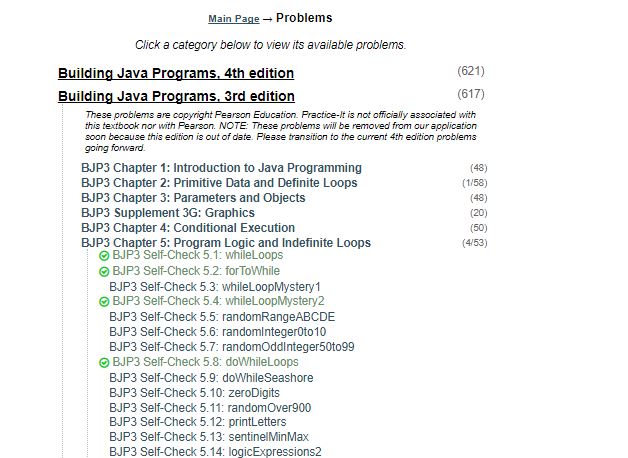 Main Page → Problems
Click a category below to view its available problems.
Building Java Programs, 4th edition (621)
Building Java Programs, 3rd edition (617)
These problems are copyright Pearson Education. Practice-It is not officially associated with
this textbook nor with Pearson. NOTE: These problems will be removed from our application
soon because this edition is out of date. Please transition to the current 4th edition problems
going forward.
BJP3 Chapter 1: Introduction to Java Programming (48)
BJP3 Chapter 2: Primitive Data and Definite Loops (1/58)
BJP3 Chapter 3: Parameters and Objects (48)
BJP3 Supplement 3G: Graphics (20)
BJP3 Chapter 4: Conditional Execution (50)
BJP3 Chapter 5: Program Logic and Indefinite Loops (4/53)
BJP3 Self-Check 5.1: whileLoops
BJP3 Self-Check 5.2: forToWhile
BJP3 Self-Check 5.3: whileLoopMystery1
BJP3 Self-Check 5.4: whileLoopMystery2
BJP3 Self-Check 5.5: randomRangeABCDE
BJP3 Self-Check 5.6: randomInteger0to10
BJP3 Self-Check 5.7: randomOddInteger50to99
BJP3 Self-Check 5.8: doWhileLoops
BJP3 Self-Check 5.9: doWhileSeashore
BJP3 Self-Check 5.10: zeroDigits
BJP3 Self-Check 5.11: randomOver900
BJP3 Self-Check 5.12: printLetters
BJP3 Self-Check 5.13: sentinelMinMax
BJP3 Self-Check 5.14: logicExpressions2